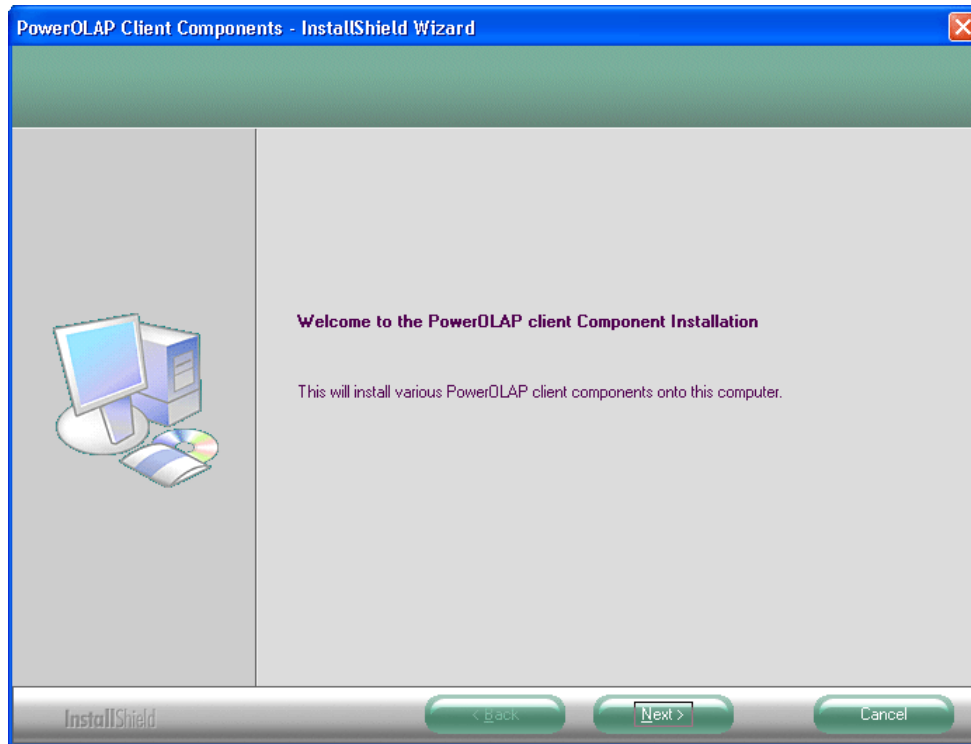 PowerOLAP Client Components - InstallShield Wizard
Welcome to the PowerOLAP client Component Installation
This will install various PowerOLAP client components onto this computer.
InstallShield
< Back
Next >
Cancel